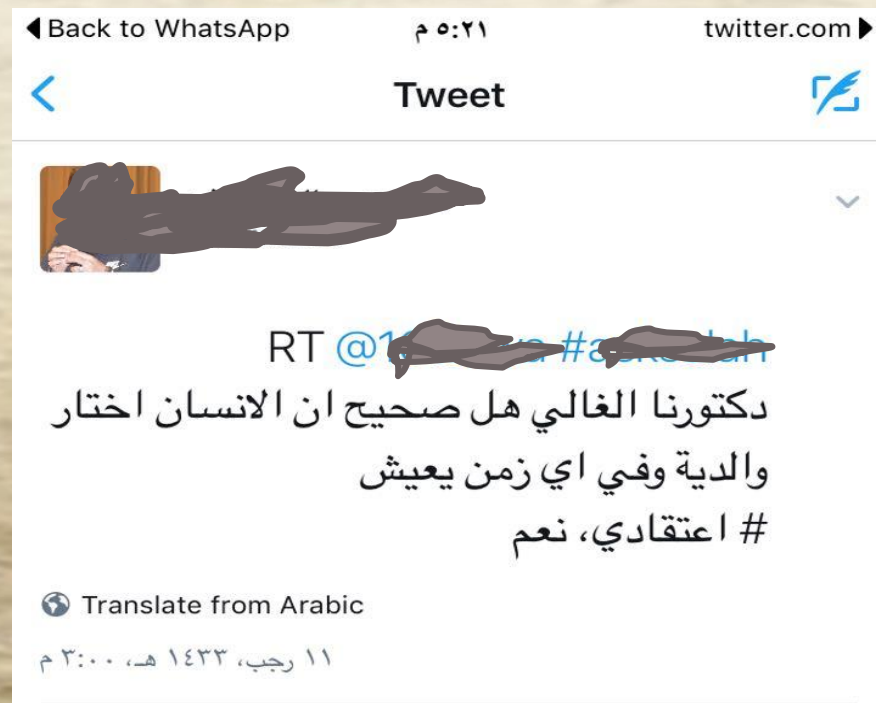 Back to WhatsApp ٥:٢١ م twitter.com
Tweet
RT
دكتورنا الغالي هل صحيح ان الانسان اختار
والدية وفي اي زمن يعيش
# اعتقادي، نعم
Translate from Arabic
١١ رجب، ١٤٣٣ هـ، ٣:٠٠ م